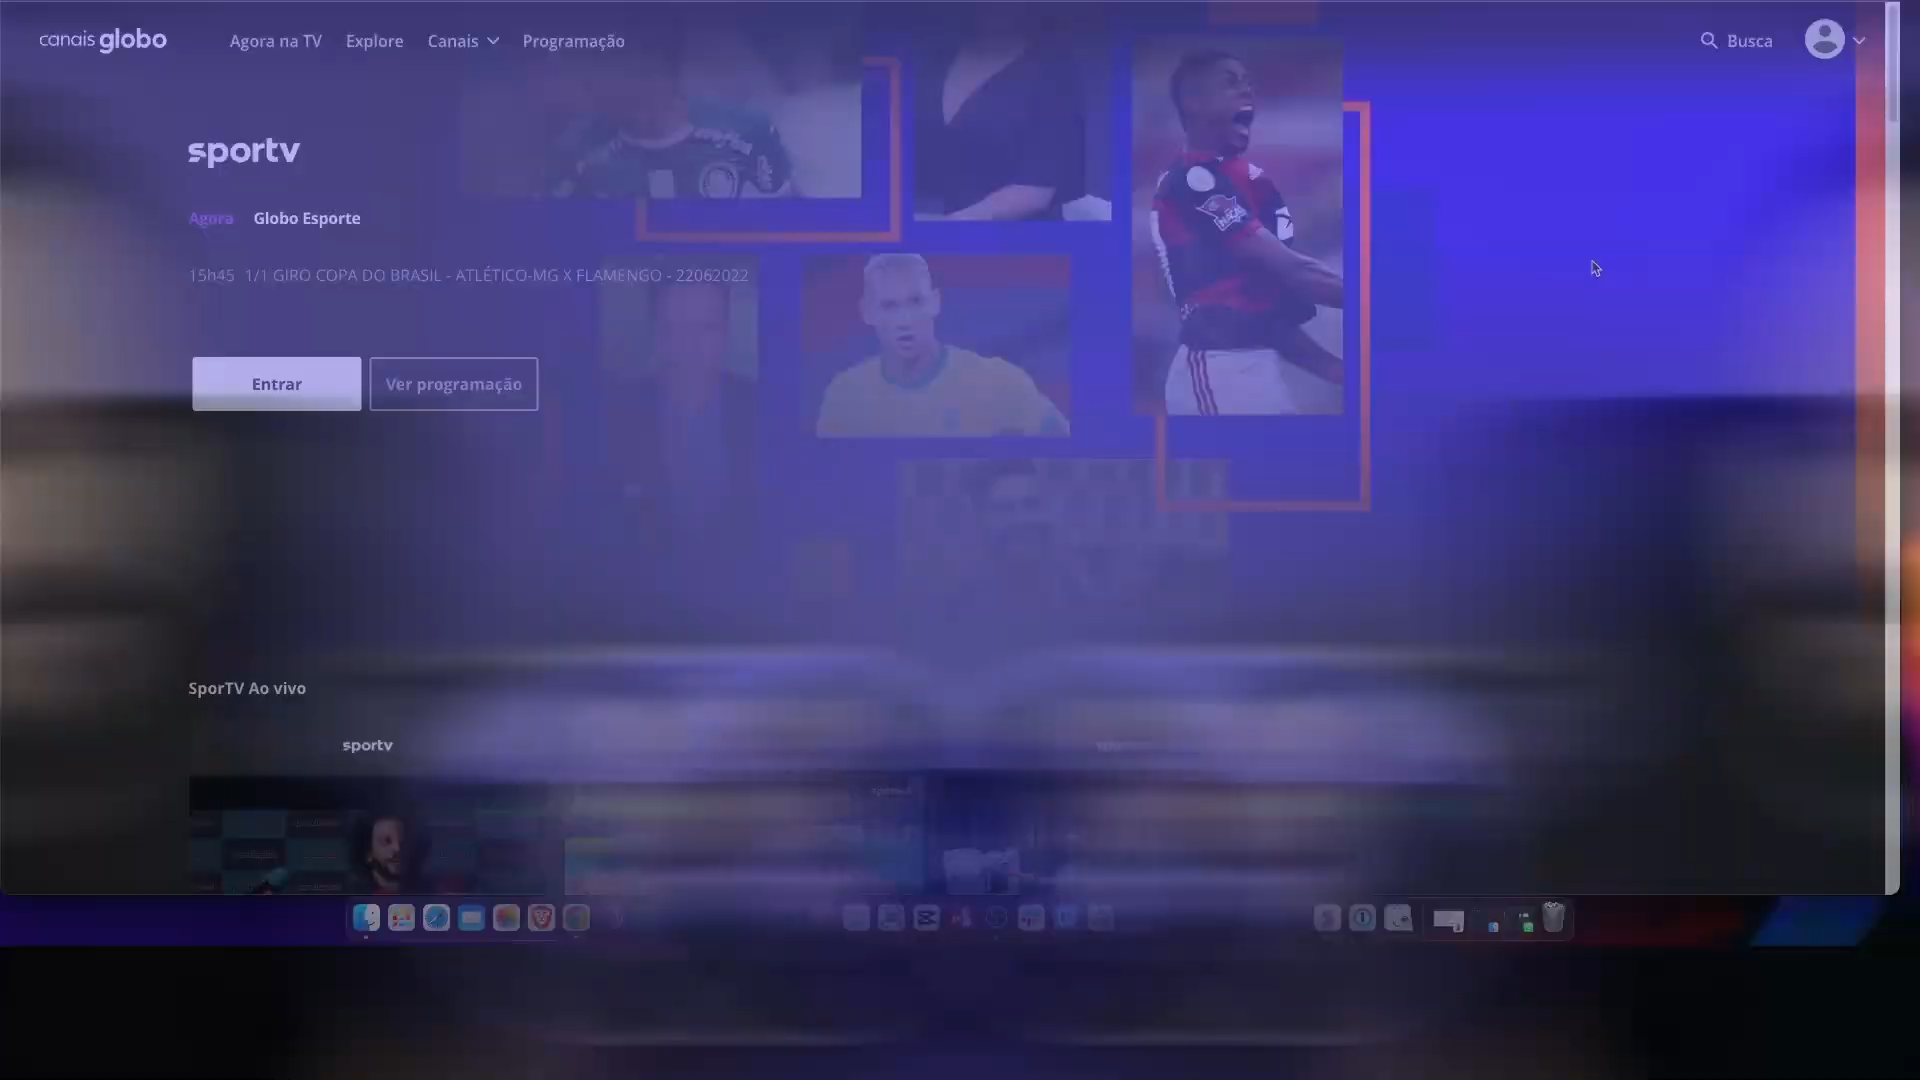 canais globo
Agora na TV
Explore
Canais
Programação
Busca
sportv
Agora Globo Esporte
15h45 1/1 GIRO COPA DO BRASIL - ATLÉTICO-MG X FLAMENGO - 22062022
Entrar
Ver programação
SporTV Ao vivo
sportv